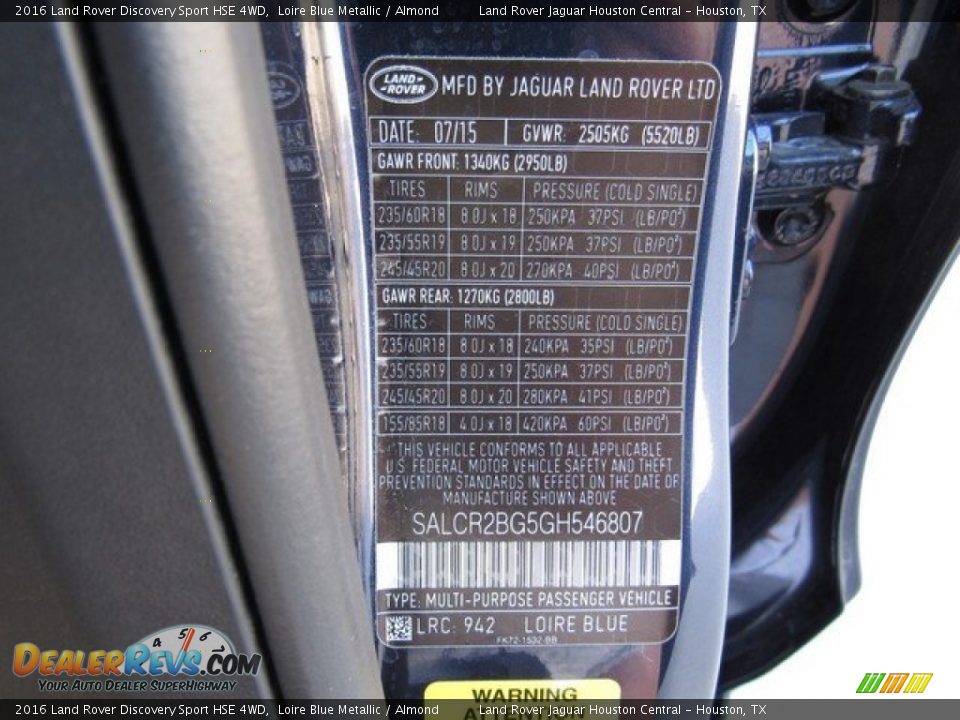 2016 Land Rover Discovery Sport HSE 4WD, Loire Blue Metallic / Almond Land Rover Jaguar Houston Central - Houston, TX
LAND-ROVER MFD BY JAGUAR LAND ROVER LTD
DATE: 07/15 GVWR: 2505KG (5520LB)
GAWR FRONT: 1340KG (2950LB)
TIRES RIMS PRESSURE (COLD SINGLE)
235/60R18 8.0J x 18 250KPA 37PSI (LB/PO²)
235/55R19 8.0J x 19 250KPA 37PSI (LB/PO²)
245/45R20 8.0J x 20 270KPA 40PSI (LB/PO²)
GAWR REAR: 1270KG (2800LB)
TIRES RIMS PRESSURE (COLD SINGLE)
235/60R18 8.0J x 18 240KPA 35PSI (LB/PO²)
235/55R19 8.0J x 19 250KPA 37PSI (LB/PO²)
245/45R20 8.0J x 20 280KPA 41PSI (LB/PO²)
155/85R18 4.0J x 18 420KPA 60PSI (LB/PO²)
THIS VEHICLE CONFORMS TO ALL APPLICABLE
U.S. FEDERAL MOTOR VEHICLE SAFETY AND THEFT
PREVENTION STANDARDS IN EFFECT ON THE DATE OF
MANUFACTURE SHOWN ABOVE
SALCR2BG5GH546807
TYPE: MULTI-PURPOSE PASSENGER VEHICLE
LRC: 942 LOIRE BLUE
FK72-1532-BB
WARNING
4 5 6
DEALERREVS.COM
YOUR AUTO DEALER SUPERHIGHWAY
2016 Land Rover Discovery Sport HSE 4WD, Loire Blue Metallic / Almond Land Rover Jaguar Houston Central - Houston, TX